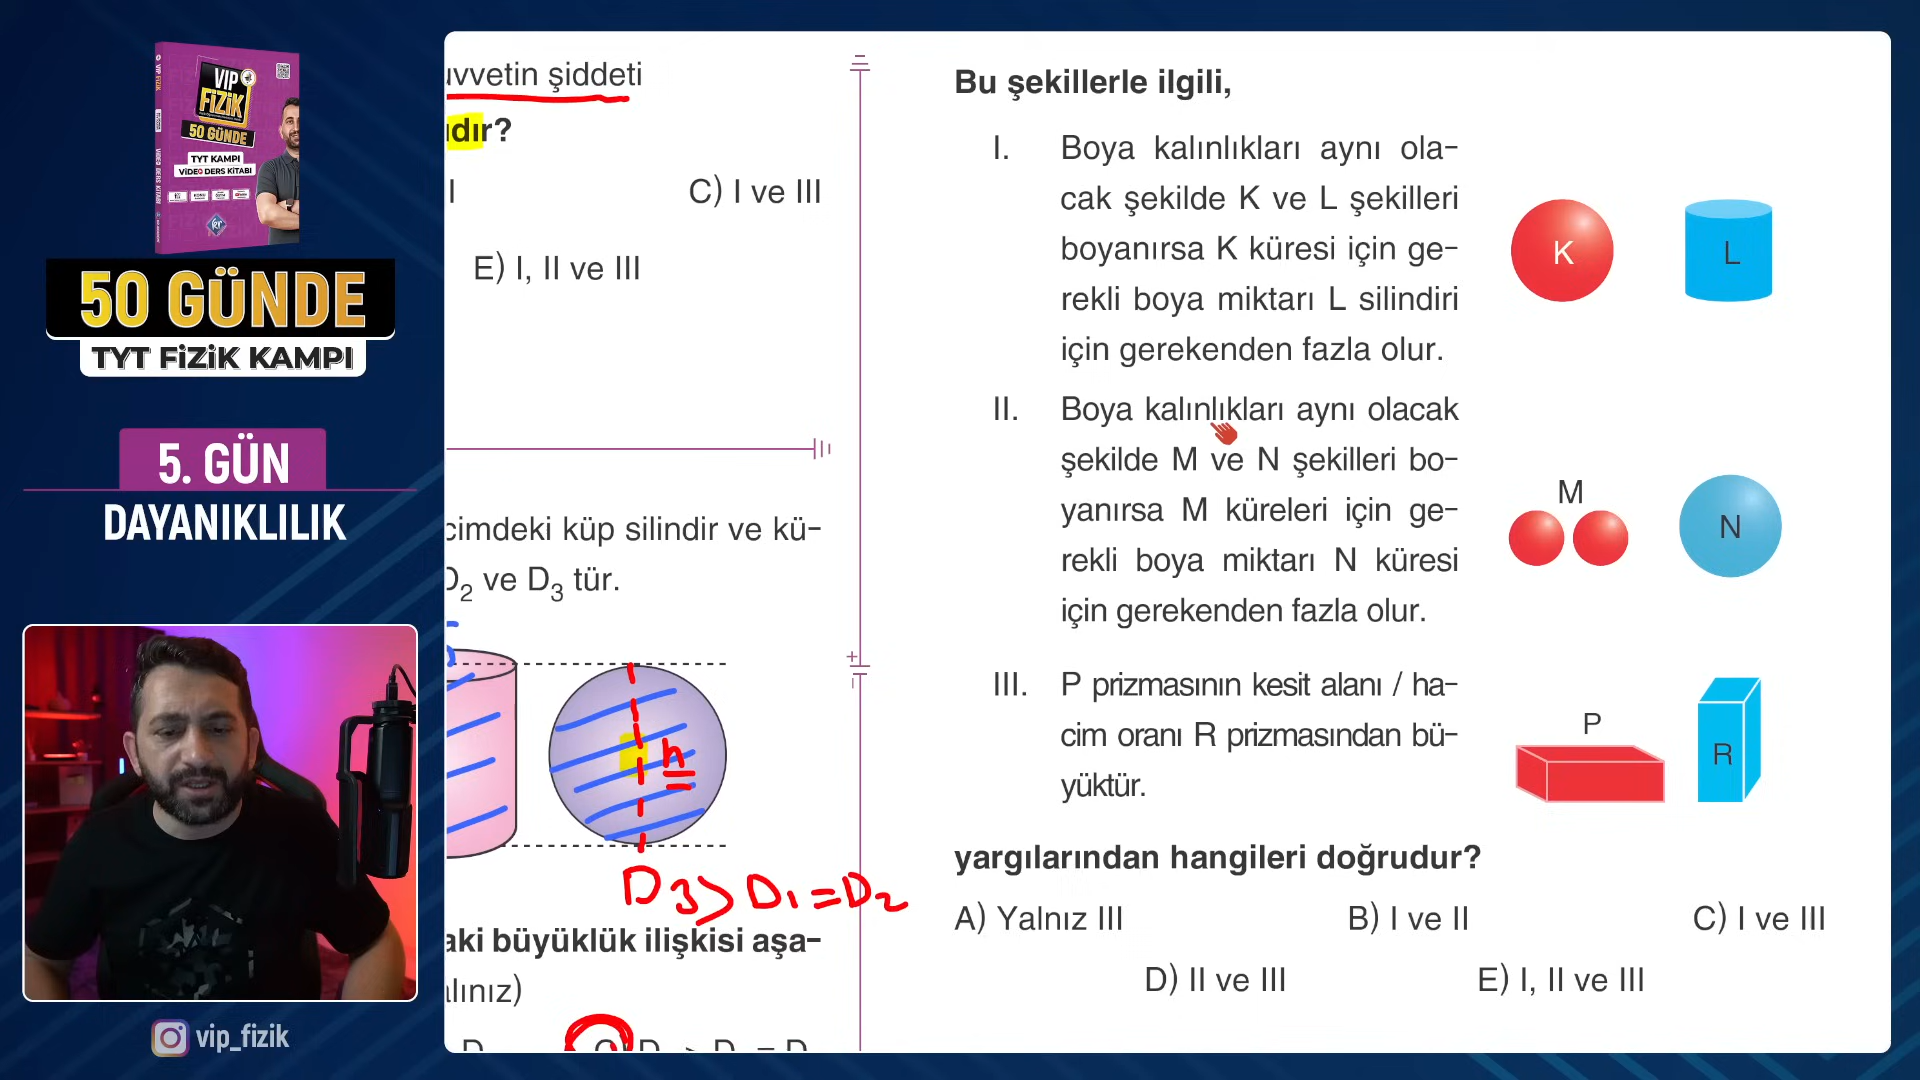 VIP
FİZİK
50 GÜNDE
TYT KAMPI
VİDEO DERS KİTABI
50 GÜNDE
TYT FİZİK KAMPI
5. GÜN
DAYANIKLILIK
vip_fizik
uvvetin şiddeti
ıdır?
I
C) I ve III
E) I, II ve III
cimdeki küp silindir ve kü-
D₂ ve D₃ tür.
h
D₃ > D₁ = D₂
aki büyüklük ilişkisi aşa-
alınız)
Bu şekillerle ilgili,
I. Boya kalınlıkları aynı ola-
cak şekilde K ve L şekilleri
boyanırsa K küresi için ge-
rekli boya miktarı L silindiri
için gerekenden fazla olur.
K
L
II. Boya kalınlıkları aynı olacak
şekilde M ve N şekilleri bo-
yanırsa M küreleri için ge-
rekli boya miktarı N küresi
için gerekenden fazla olur.
M
N
III. P prizmasının kesit alanı / ha-
cim oranı R prizmasından bü-
yüktür.
P
R
yargılarından hangileri doğrudur?
A) Yalnız III
B) I ve II
C) I ve III
D) II ve III
E) I, II ve III